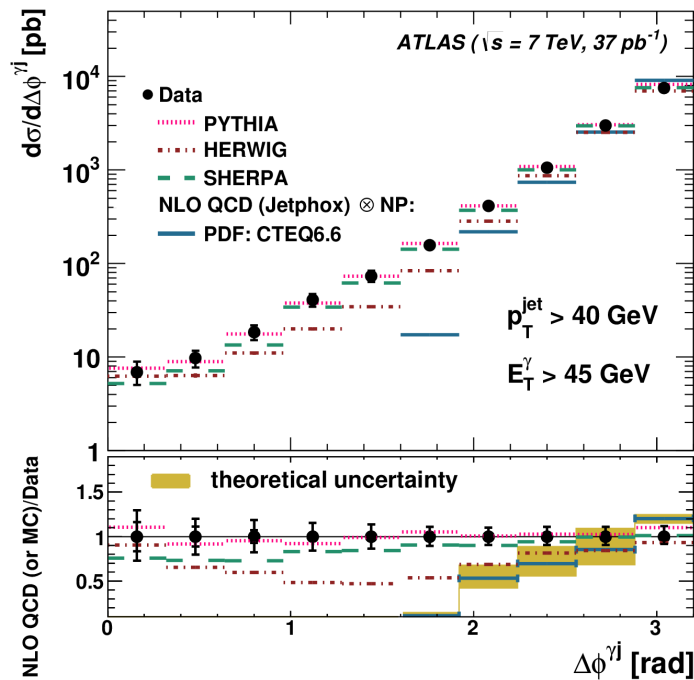 dσ/dΔϕ^γj [pb]
ATLAS (√s = 7 TeV, 37 pb⁻¹)
10⁴
10³
10²
10
1
Data
PYTHIA
HERWIG
SHERPA
NLO QCD (Jetphox) ⊗ NP:
PDF: CTEQ6.6
p_T^jet > 40 GeV
E_T^γ > 45 GeV
NLO QCD (or MC)/Data
1.5
1
0.5
theoretical uncertainty
0 1 2 3
Δϕ^γj [rad]